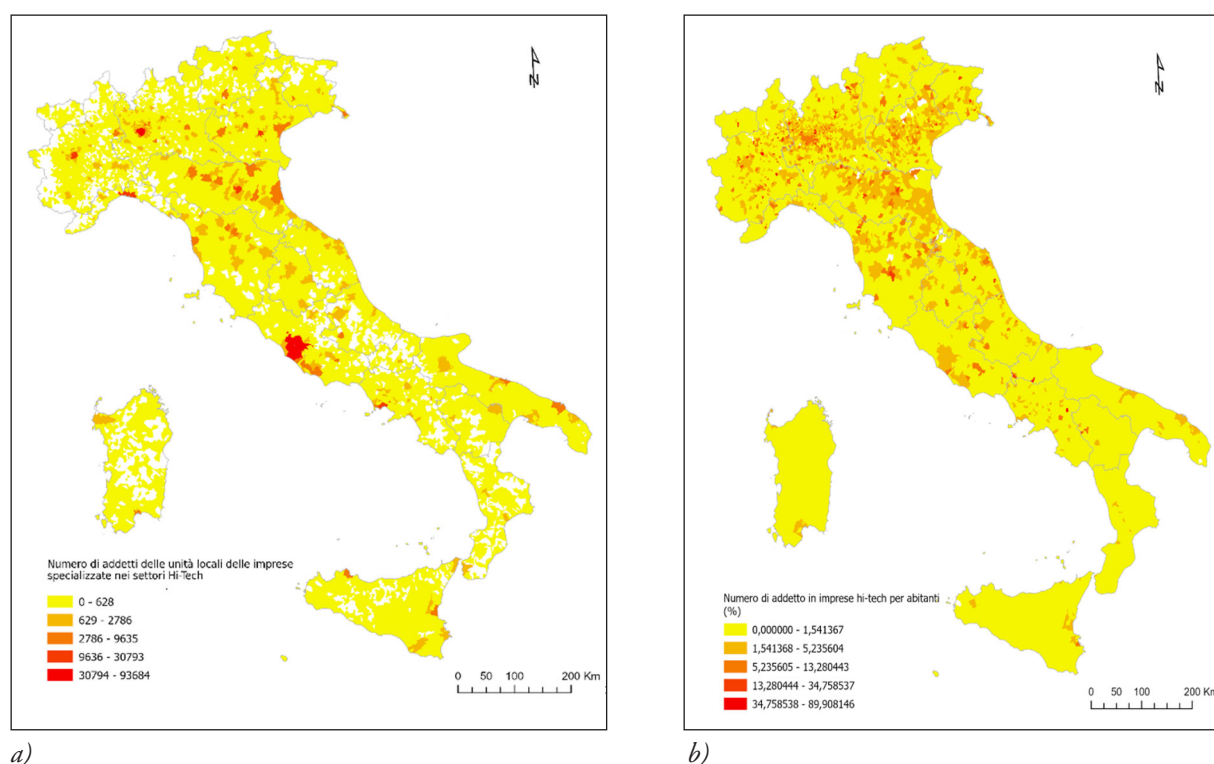 N
Numero di addetti delle unità locali delle imprese
specializzate nei settori Hi-Tech
0 - 628
629 - 2786
2786 - 9635
9636 - 30793
30794 - 93684
0 50 100 200 Km
a)
N
Numero di addetto in imprese hi-tech per abitanti
(%)
0,000000 - 1,541367
1,541368 - 5,235604
5,235605 - 13,280443
13,280444 - 34,758537
34,758538 - 89,908146
0 50 100 200 Km
b)